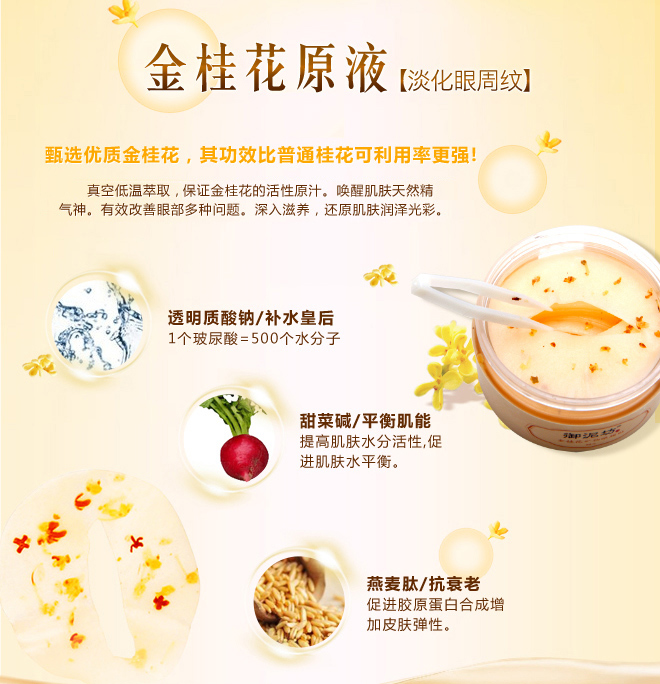 金桂花原液【淡化眼周纹】
甄选优质金桂花，其功效比普通桂花可利用率更强!
真空低温萃取，保证金桂花的活性原汁。唤醒肌肤天然精
气神。有效改善眼部多种问题。深入滋养，还原肌肤润泽光彩。
透明质酸钠/补水皇后
1个玻尿酸=500个水分子
甜菜碱/平衡肌能
提高肌肤水分活性,促
进肌肤水平衡。
御泥坊
燕麦肽/抗衰老
促进胶原蛋白合成增
加皮肤弹性。